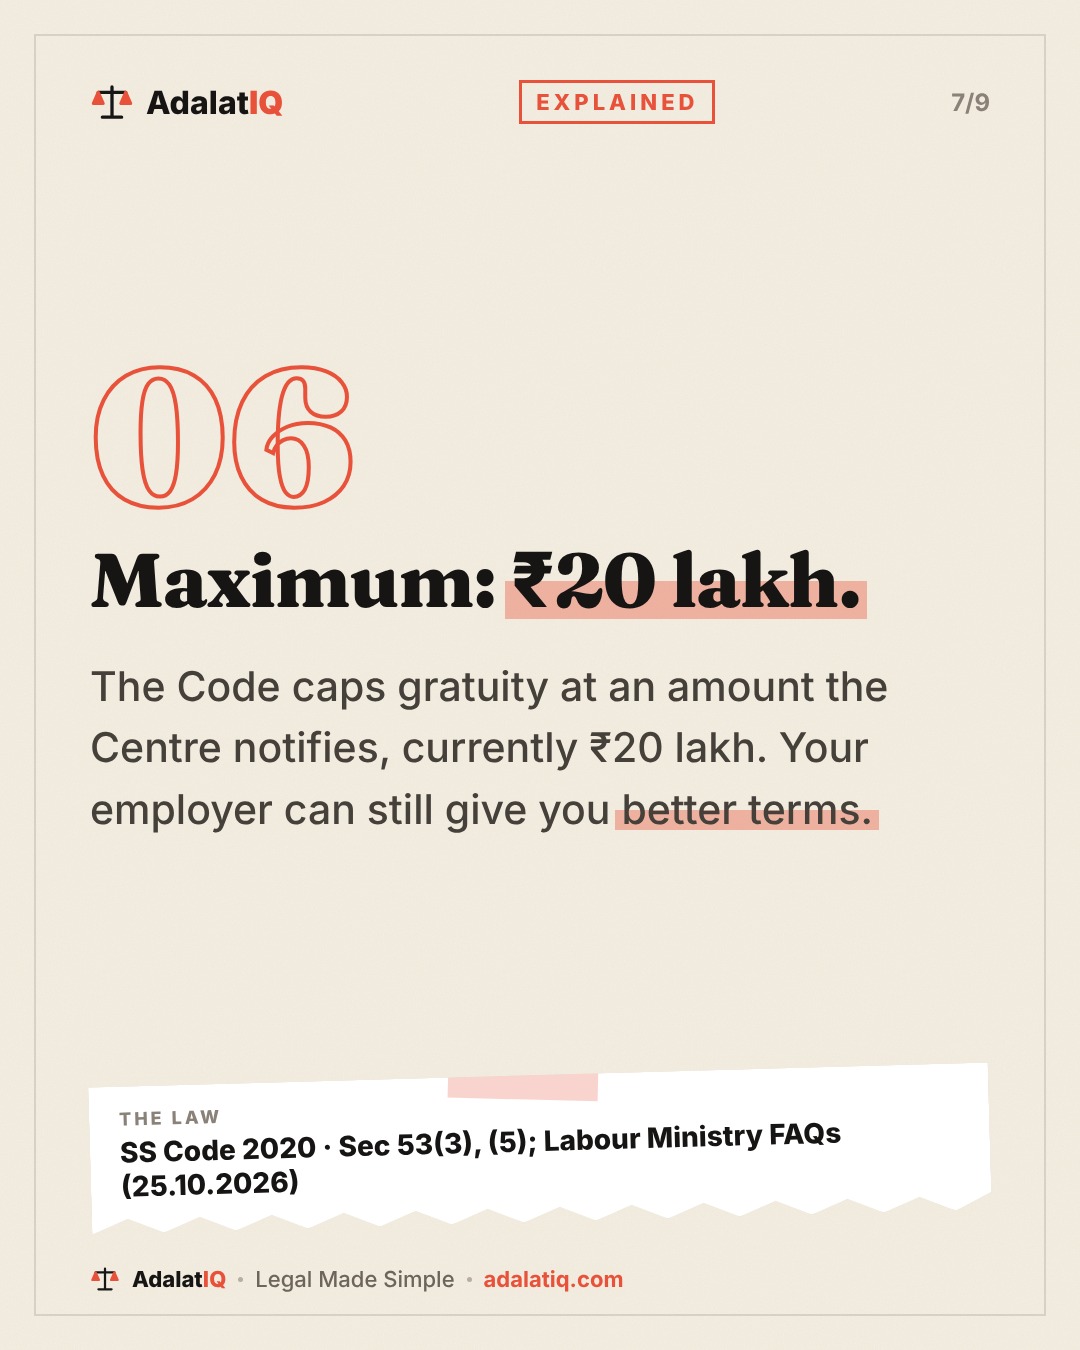 AdalatIQ
EXPLAINED
7/9
06
Maximum: ₹20 lakh.
The Code caps gratuity at an amount the
Centre notifies, currently ₹20 lakh. Your
employer can still give you better terms.
THE LAW
SS Code 2020 · Sec 53(3), (5); Labour Ministry FAQs
(25.10.2026)
AdalatIQ • Legal Made Simple • adalatiq.com